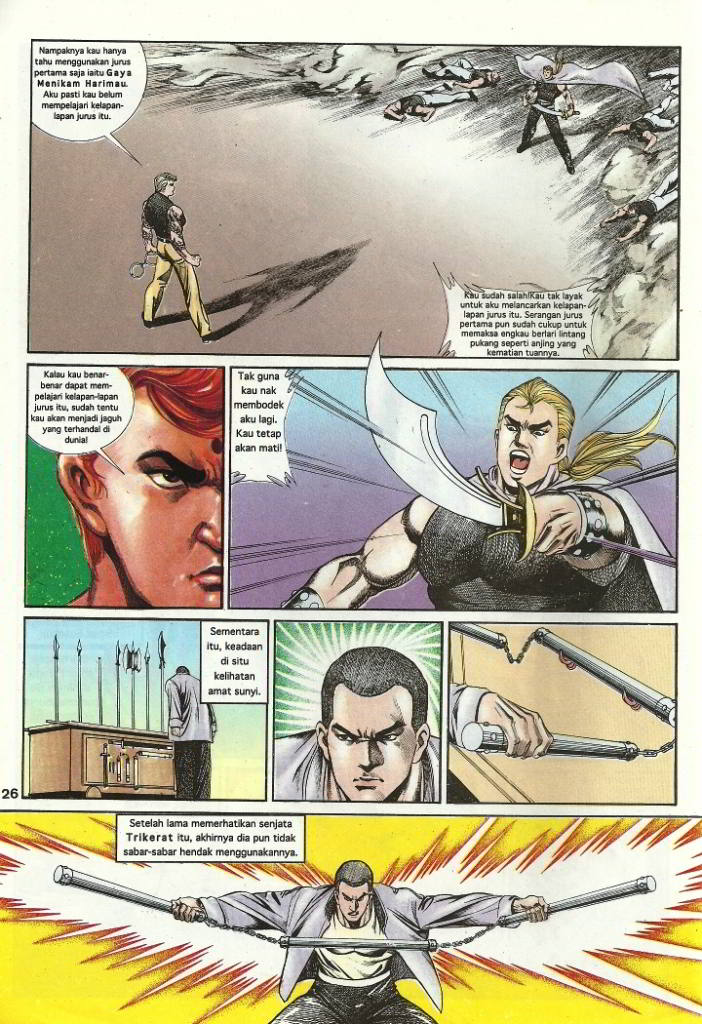 Nampaknya kau hanya
tahu menggunakan jurus
pertama saja iaitu Gaya
Menikam Harimau.
Aku pasti kau belum
mempelajari kelapan-
lapan jurus itu.
Kau sudah salah!Kau tak layak
untuk aku melancarkan kelapan-
lapan jurus itu. Serangan jurus
pertama pun sudah cukup untuk
memaksa engkau berlari lintang
pukang seperti anjing yang
kematian tuannya.
Kalau kau benar-
benar dapat mem-
pelajari kelapan-lapan
jurus itu, sudah tentu
kau akan menjadi jaguh
yang terhandal di
dunia!
Tak guna
kau nak
membodek
aku lagi.
Kau tetap
akan mati!
Sementara
itu, keadaan
di situ
kelihatan
amat sunyi.
26
Setelah lama memerhatikan senjata
Trikerat itu, akhirnya dia pun tidak
sabar-sabar hendak menggunakannya.